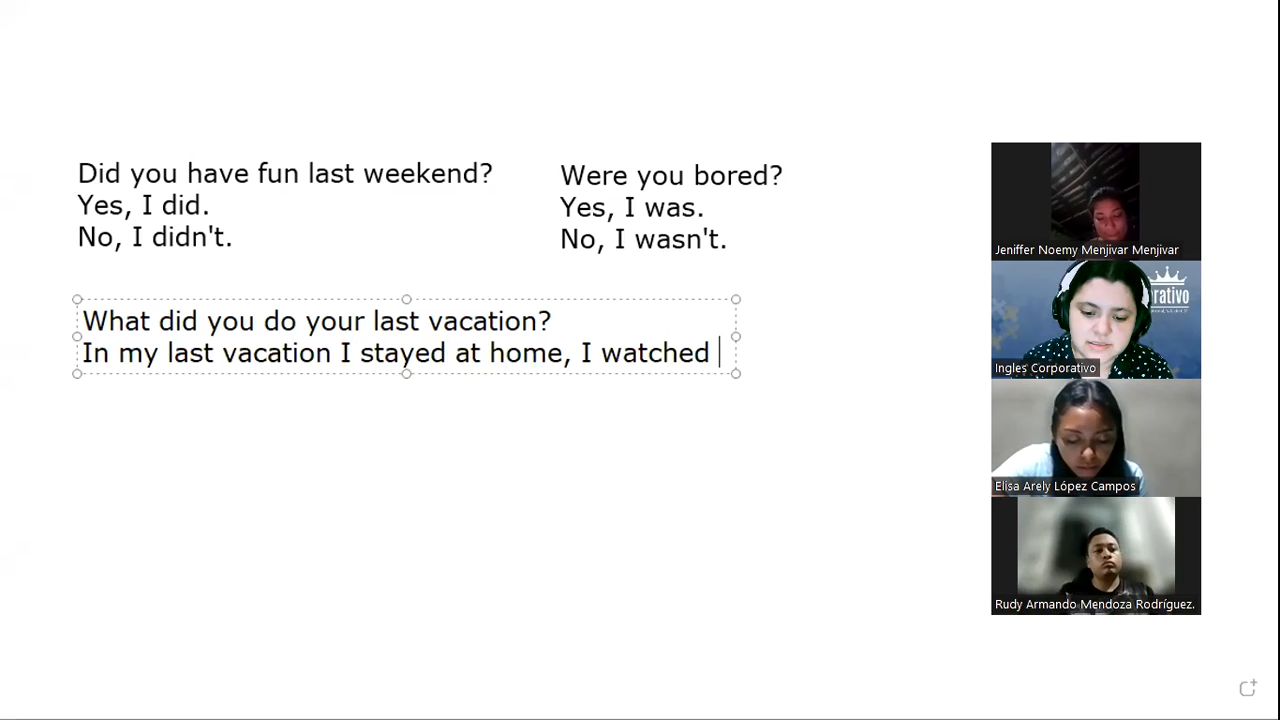 Did you have fun last weekend?
Yes, I did.
No, I didn't.
Were you bored?
Yes, I was.
No, I wasn't.
What did you do your last vacation?
In my last vacation I stayed at home, I watched
Jeniffer Noemy Menjivar Menjivar
rativo
Ingles Corporativo
Elisa Arely López Campos
Rudy Armando Mendoza Rodríguez.